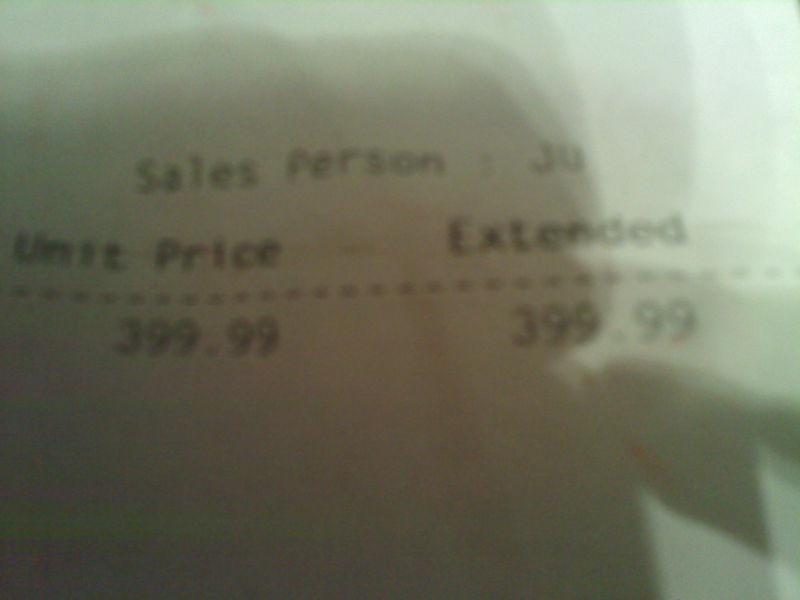 Sales Person : JU
Unit Price Extended
399.99 399.99